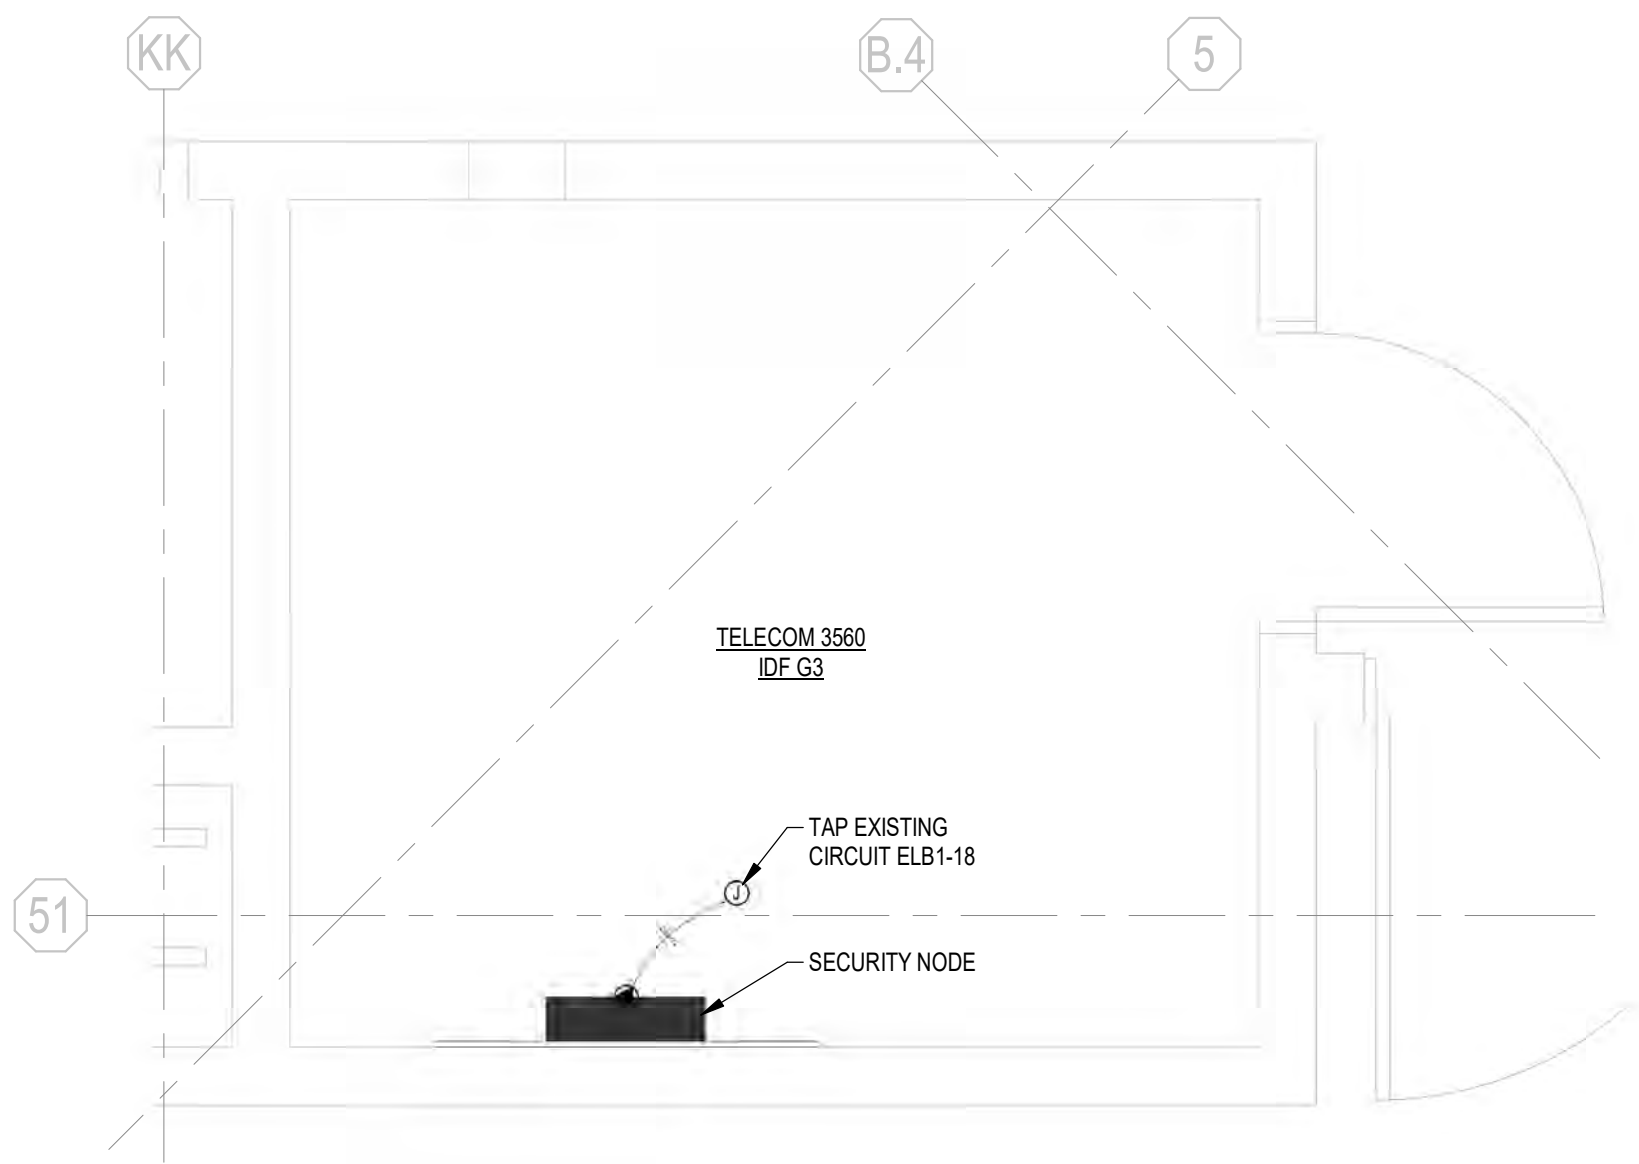 KK
B.4
5
TELECOM 3560
IDF G3
TAP EXISTING
CIRCUIT ELB1-18
J
51
SECURITY NODE